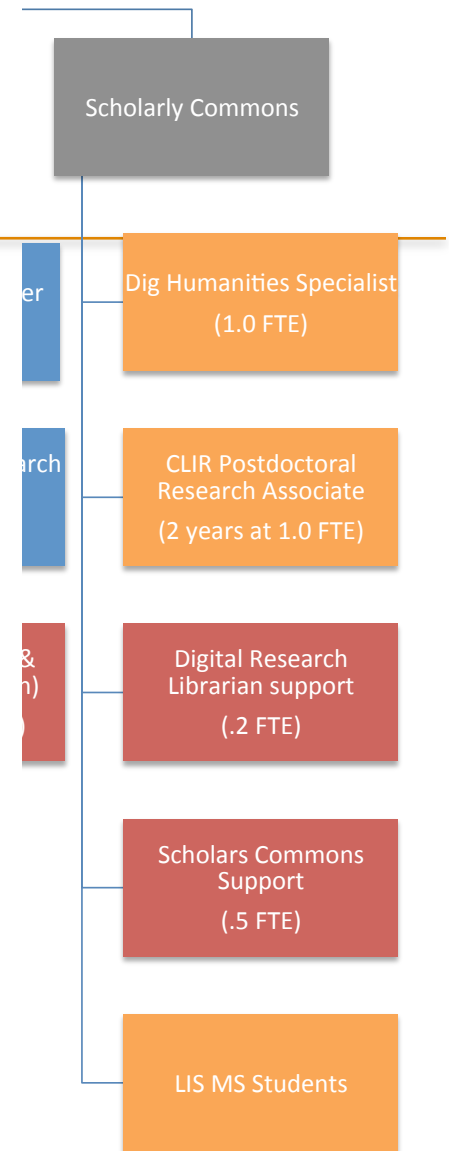 Scholarly Commons
Dig Humanities Specialist
(1.0 FTE)
CLIR Postdoctoral
Research Associate
(2 years at 1.0 FTE)
Digital Research
Librarian support
(.2 FTE)
Scholars Commons
Support
(.5 FTE)
LIS MS Students